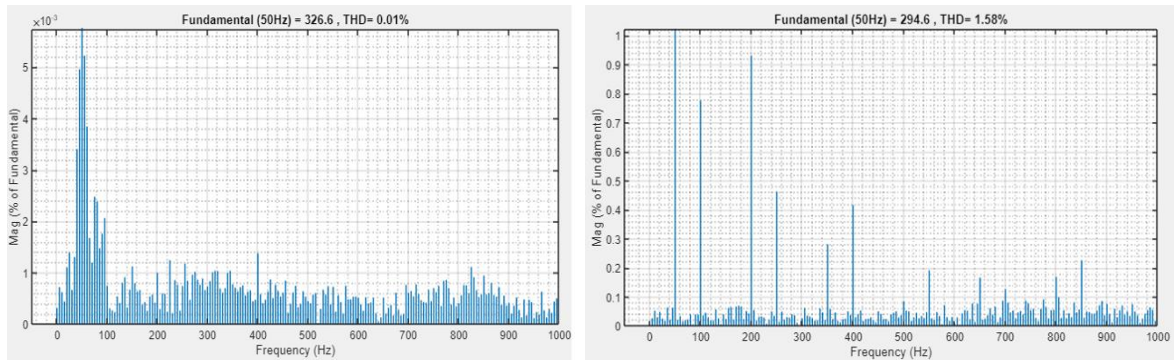 Fundamental (50Hz) = 326.6 , THD= 0.01%
×10⁻³
5
4
3
2
1
0
Mag (% of Fundamental)
0 100 200 300 400 500 600 700 800 900 1000
Frequency (Hz)
Fundamental (50Hz) = 294.6 , THD= 1.58%
1
0.9
0.8
0.7
0.6
0.5
0.4
0.3
0.2
0.1
0
Mag (% of Fundamental)
0 100 200 300 400 500 600 700 800 900 1000
Frequency (Hz)